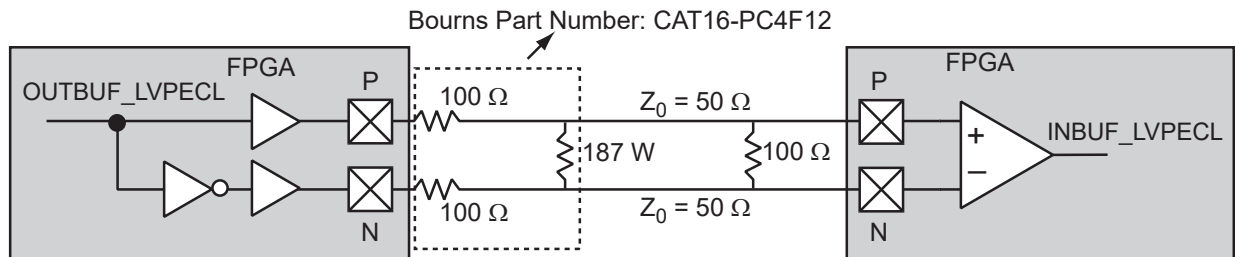 Bourns Part Number: CAT16-PC4F12
FPGA
FPGA
OUTBUF_LVPECL
P
100 Ω
Z0 = 50 Ω
P
187 W
100 Ω
+
–
INBUF_LVPECL
N
100 Ω
Z0 = 50 Ω
N